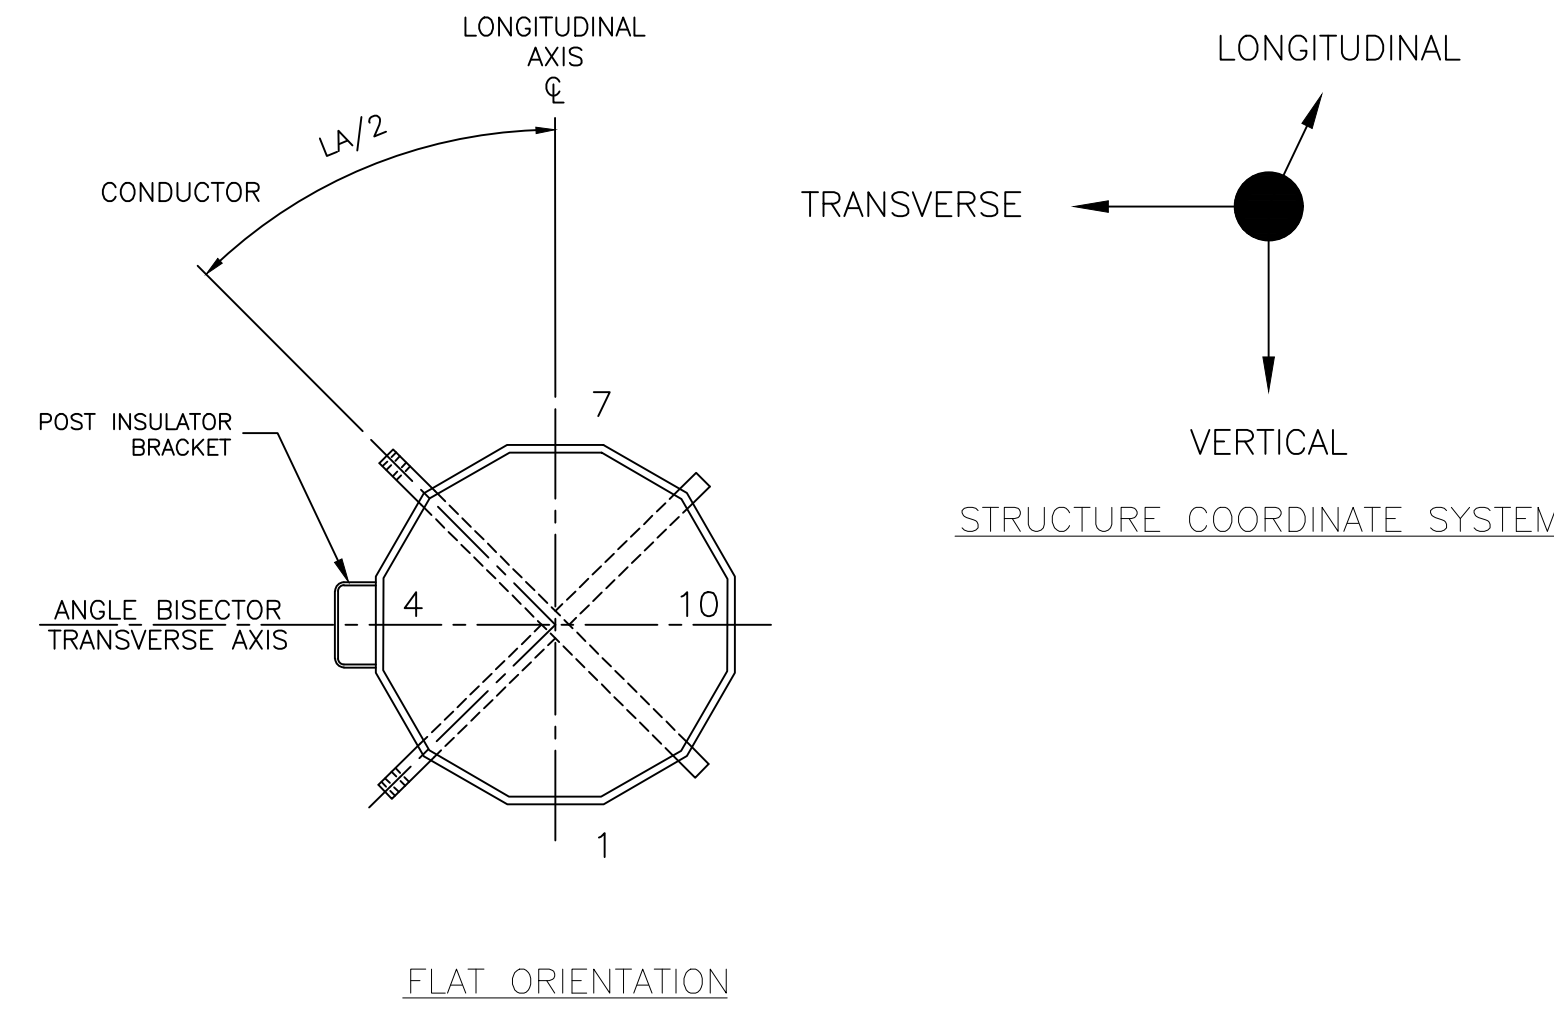 LONGITUDINAL
AXIS
℄
LA/2
CONDUCTOR
POST INSULATOR
BRACKET
7
4
10
1
ANGLE BISECTOR
TRANSVERSE AXIS
FLAT ORIENTATION
LONGITUDINAL
TRANSVERSE
VERTICAL
STRUCTURE COORDINATE SYSTEM